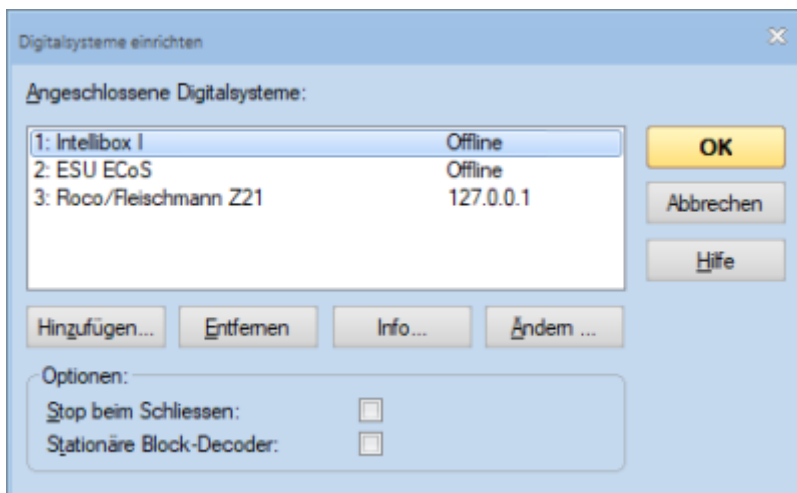 Digitalsysteme einrichten
Angeschlossene Digitalsysteme:
1: Intellibox I Offline
2: ESU ECoS Offline
3: Roco/Fleischmann Z21 127.0.0.1
OK
Abbrechen
Hilfe
Hinzufügen... Entfernen Info... Ändern ...
Optionen:
Stop beim Schliessen:
Stationäre Block-Decoder: